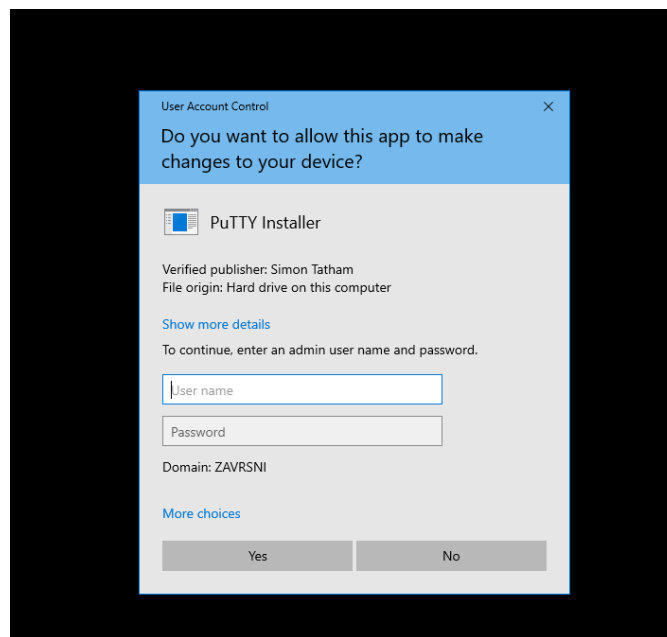 User Account Control
Do you want to allow this app to make
changes to your device?
PuTTY Installer
Verified publisher: Simon Tatham
File origin: Hard drive on this computer
Show more details
To continue, enter an admin user name and password.
User name
Password
Domain: ZAVRSNI
More choices
Yes
No